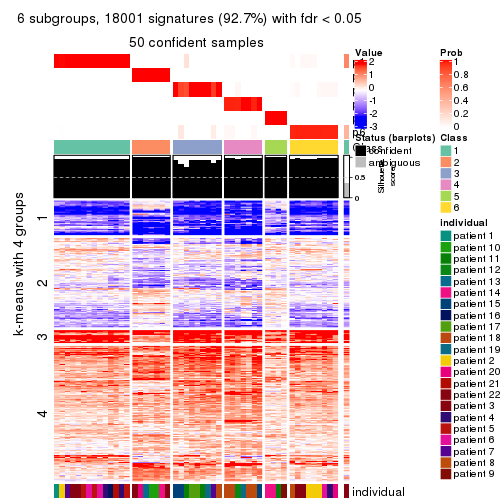 6 subgroups, 18001 signatures (92.7%) with fdr < 0.05
50 confident samples
k-means with 4 groups
1
2
3
4
individual
1
0.5
0
Silhouette
score
Value
2
1
0
-1
-2
-3
Status (barplots)
confident
ambiguous
Prob
1
0.8
0.6
0.4
0.2
0
Class
1
2
3
4
5
6
individual
patient 1
patient 10
patient 11
patient 12
patient 13
patient 14
patient 15
patient 16
patient 17
patient 18
patient 19
patient 2
patient 20
patient 21
patient 22
patient 3
patient 4
patient 5
patient 6
patient 7
patient 8
patient 9